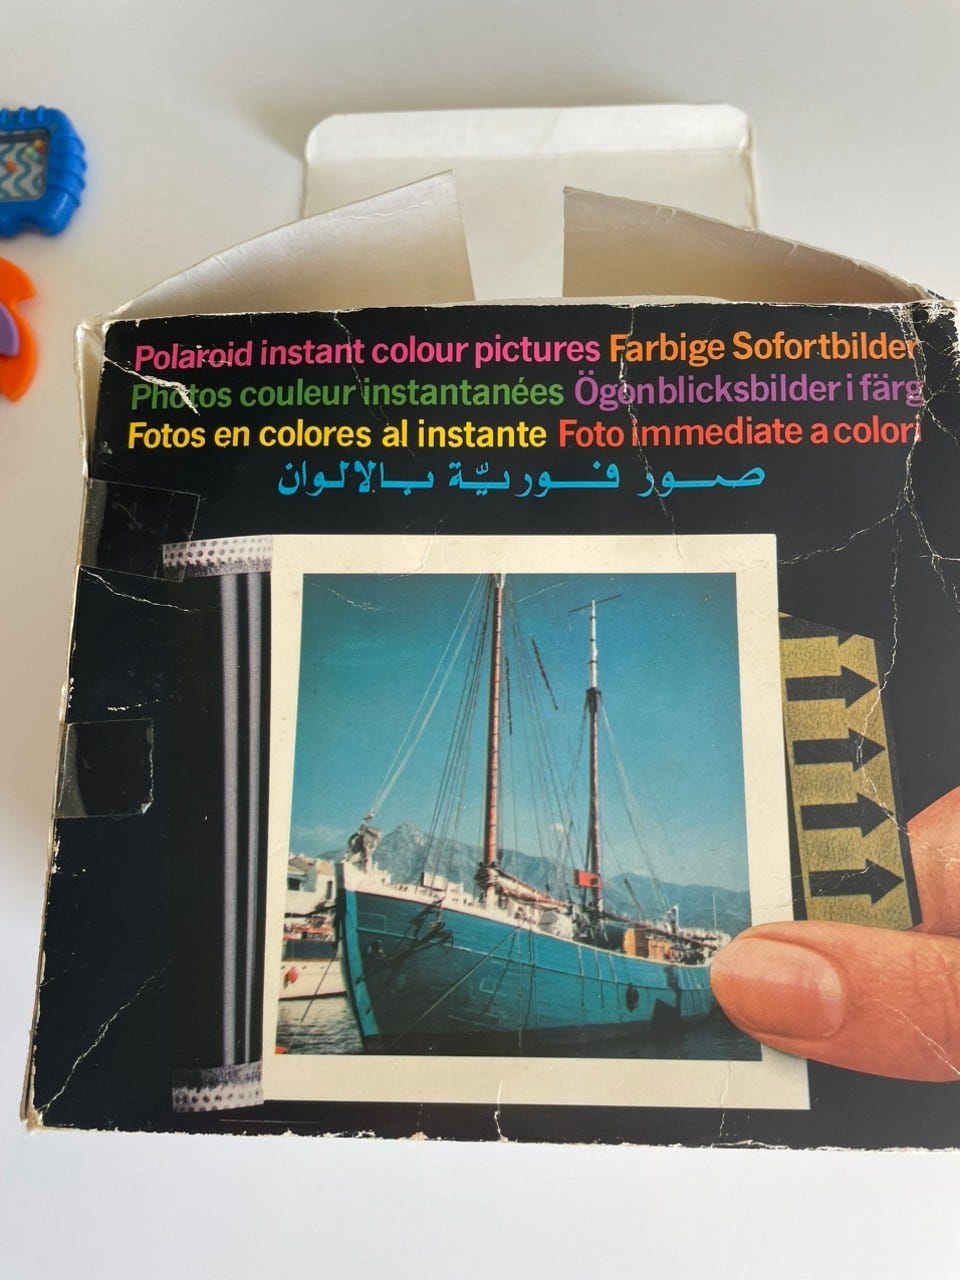 Polaroid instant colour pictures Farbige Sofortbilder
Photos couleur instantanées Ögonblicksbilder i färg
Fotos en colores al instante Foto immediate a colori
صور فوريّة بالالوان